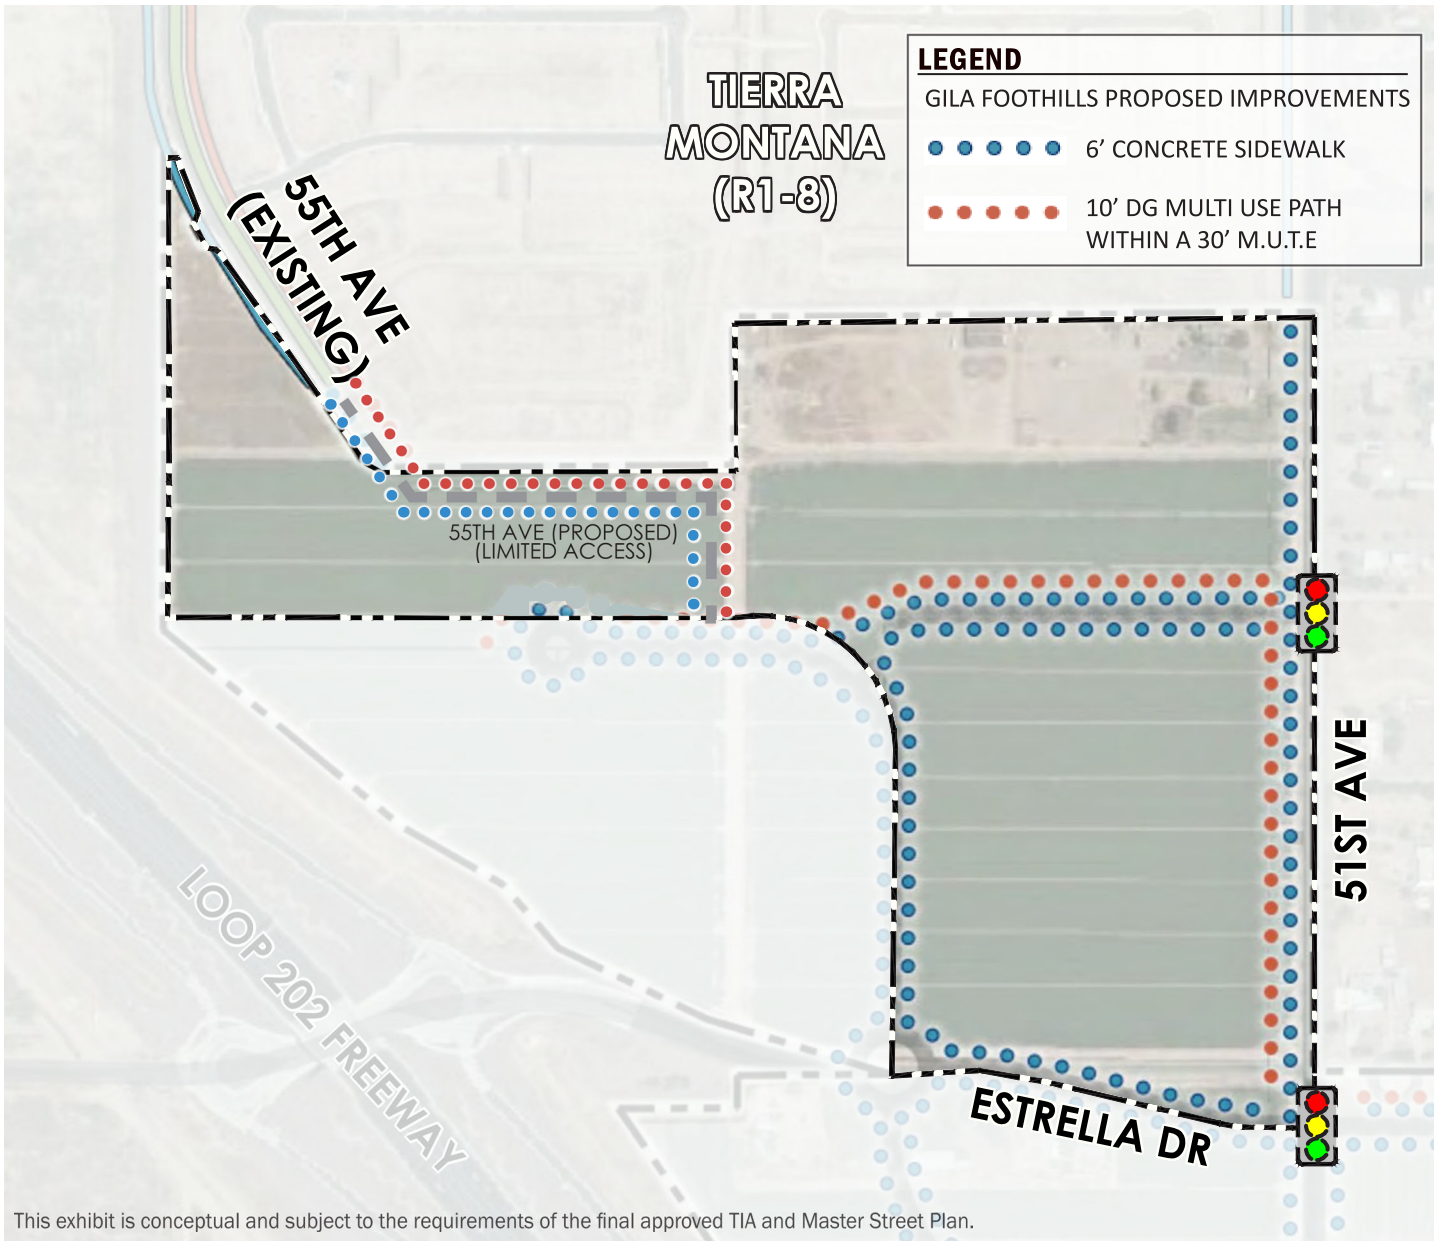 TIERRA
MONTANA
(R1-8)
LEGEND
GILA FOOTHILLS PROPOSED IMPROVEMENTS
6’ CONCRETE SIDEWALK
10’ DG MULTI USE PATH
WITHIN A 30’ M.U.T.E
55TH AVE
(EXISTING)
55TH AVE (PROPOSED)
(LIMITED ACCESS)
51ST AVE
LOOP 202 FREEWAY
ESTRELLA DR
This exhibit is conceptual and subject to the requirements of the final approved TIA and Master Street Plan.